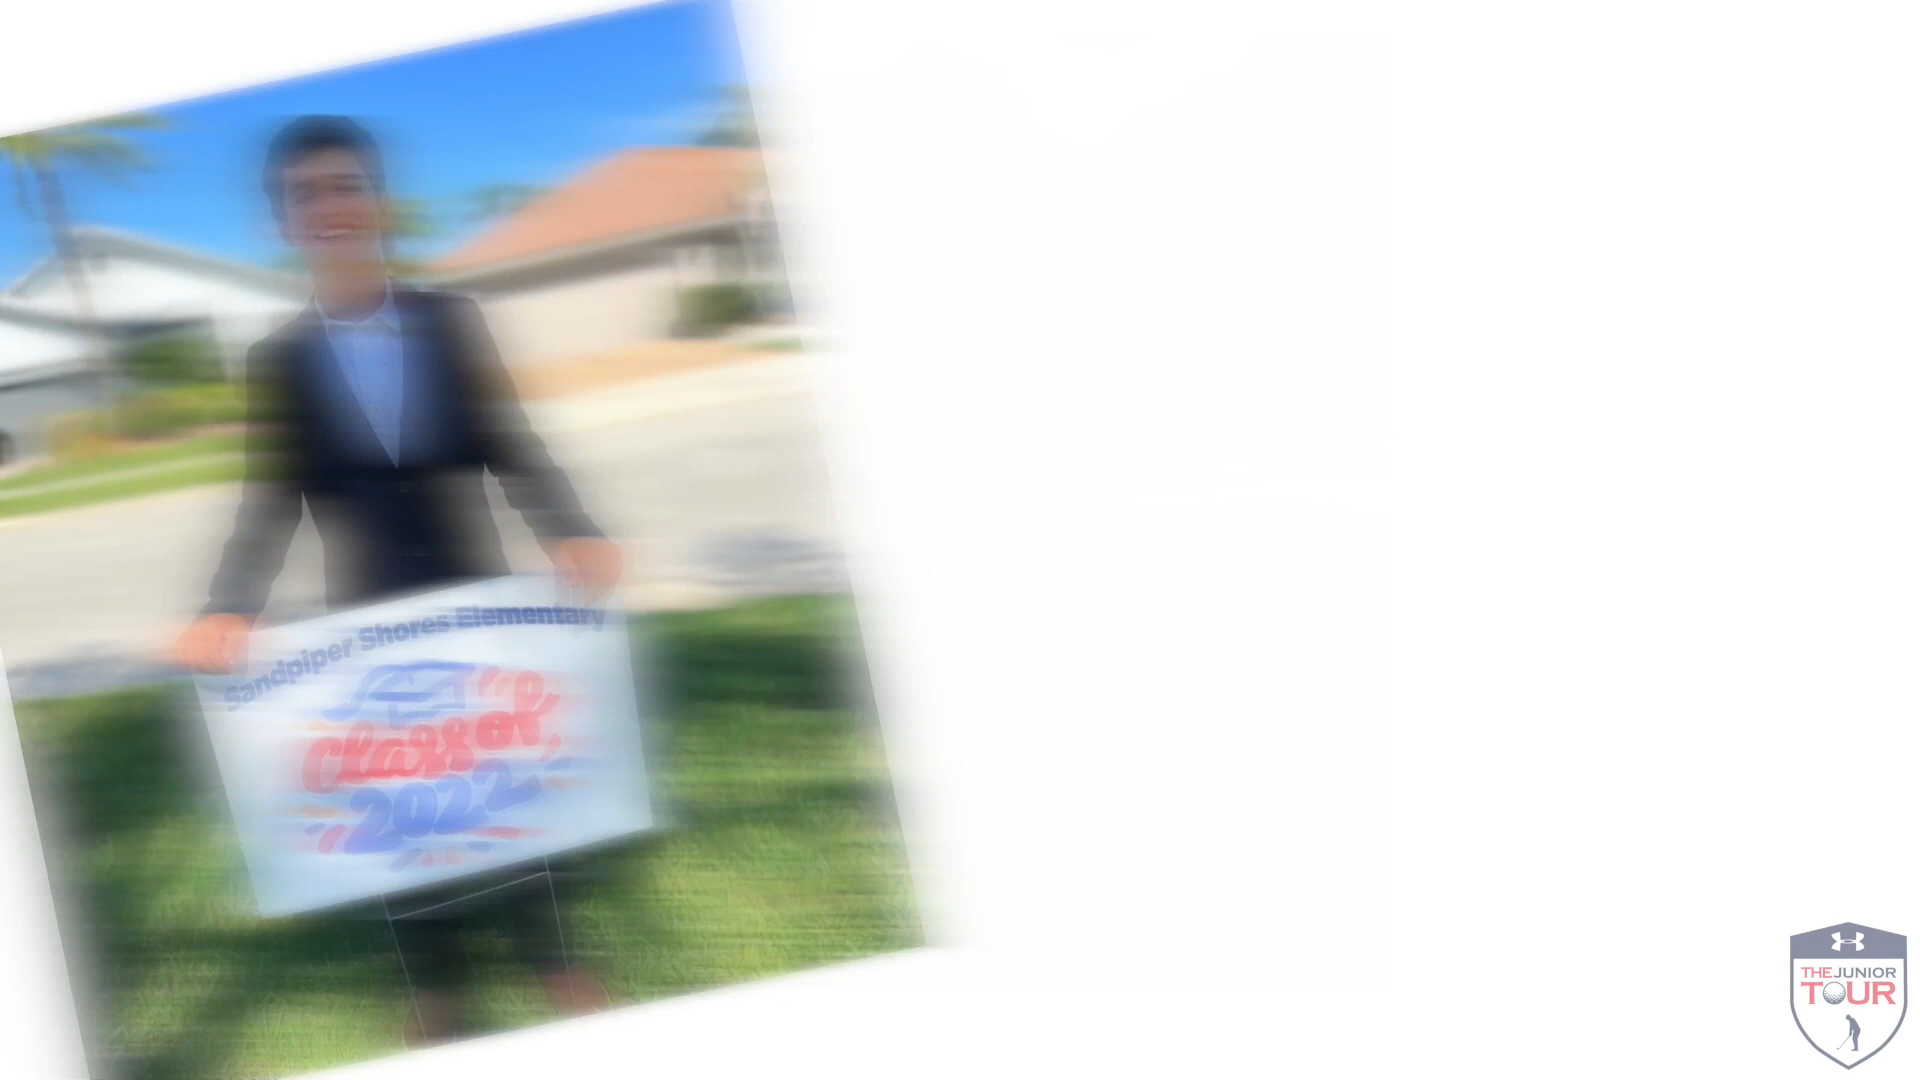 Sandpiper Shores Elementary
Class of
2022
THE JUNIOR
TOUR